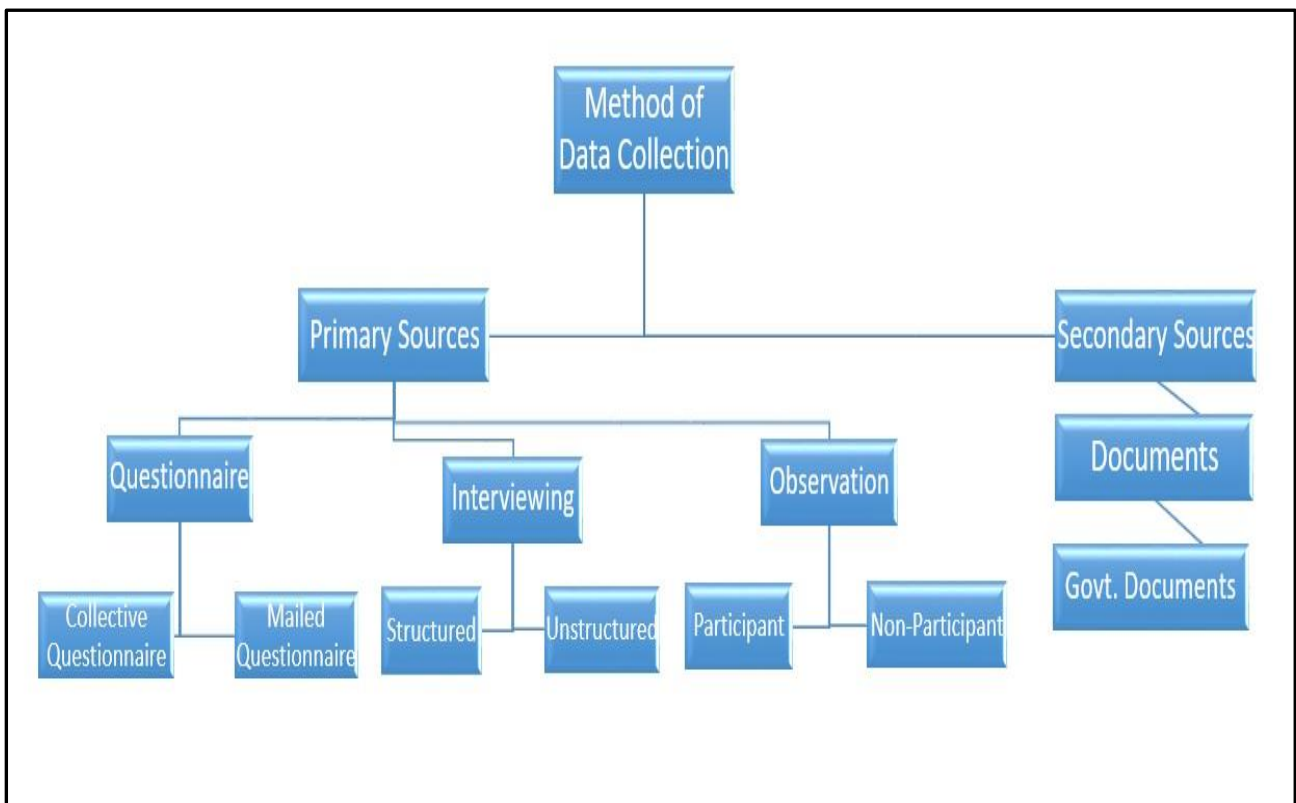 Method of
Data Collection
Primary Sources
Secondary Sources
Questionnaire
Interviewing
Observation
Documents
Govt. Documents
Collective
Questionnaire
Mailed
Questionnaire
Structured
Unstructured
Participant
Non-Participant